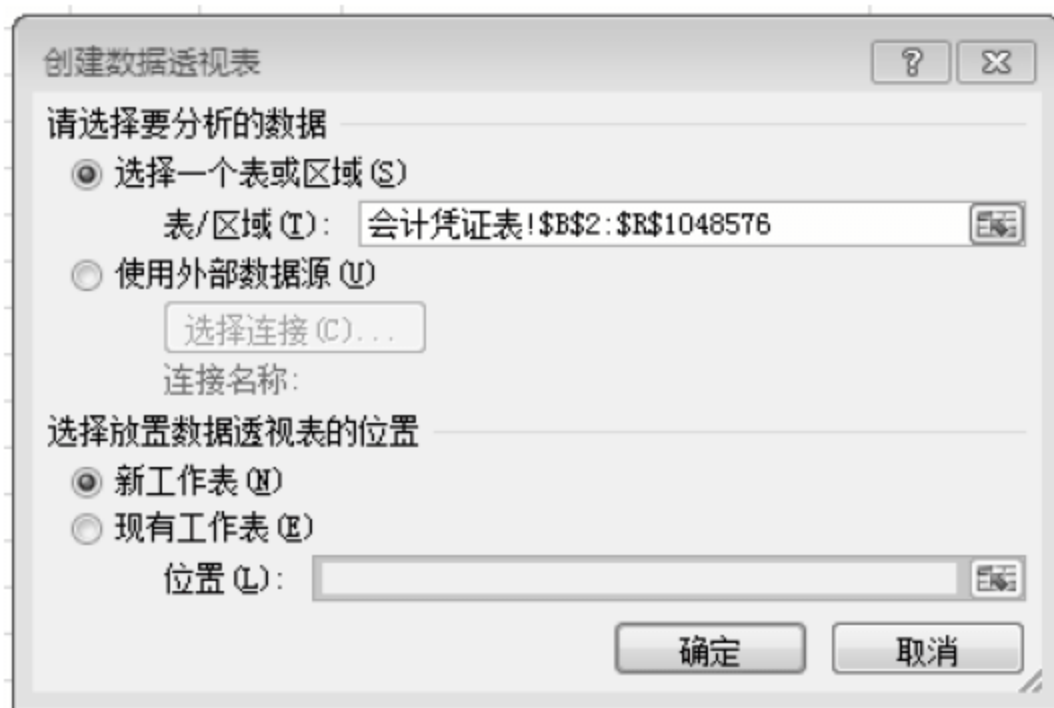 创建数据透视表
请选择要分析的数据
选择一个表或区域(S)
表/区域(T): 会计凭证表!$B$2:$R$1048576
使用外部数据源(U)
选择连接(C)...
连接名称:
选择放置数据透视表的位置
新工作表(N)
现有工作表(E)
位置(L):
确定 取消